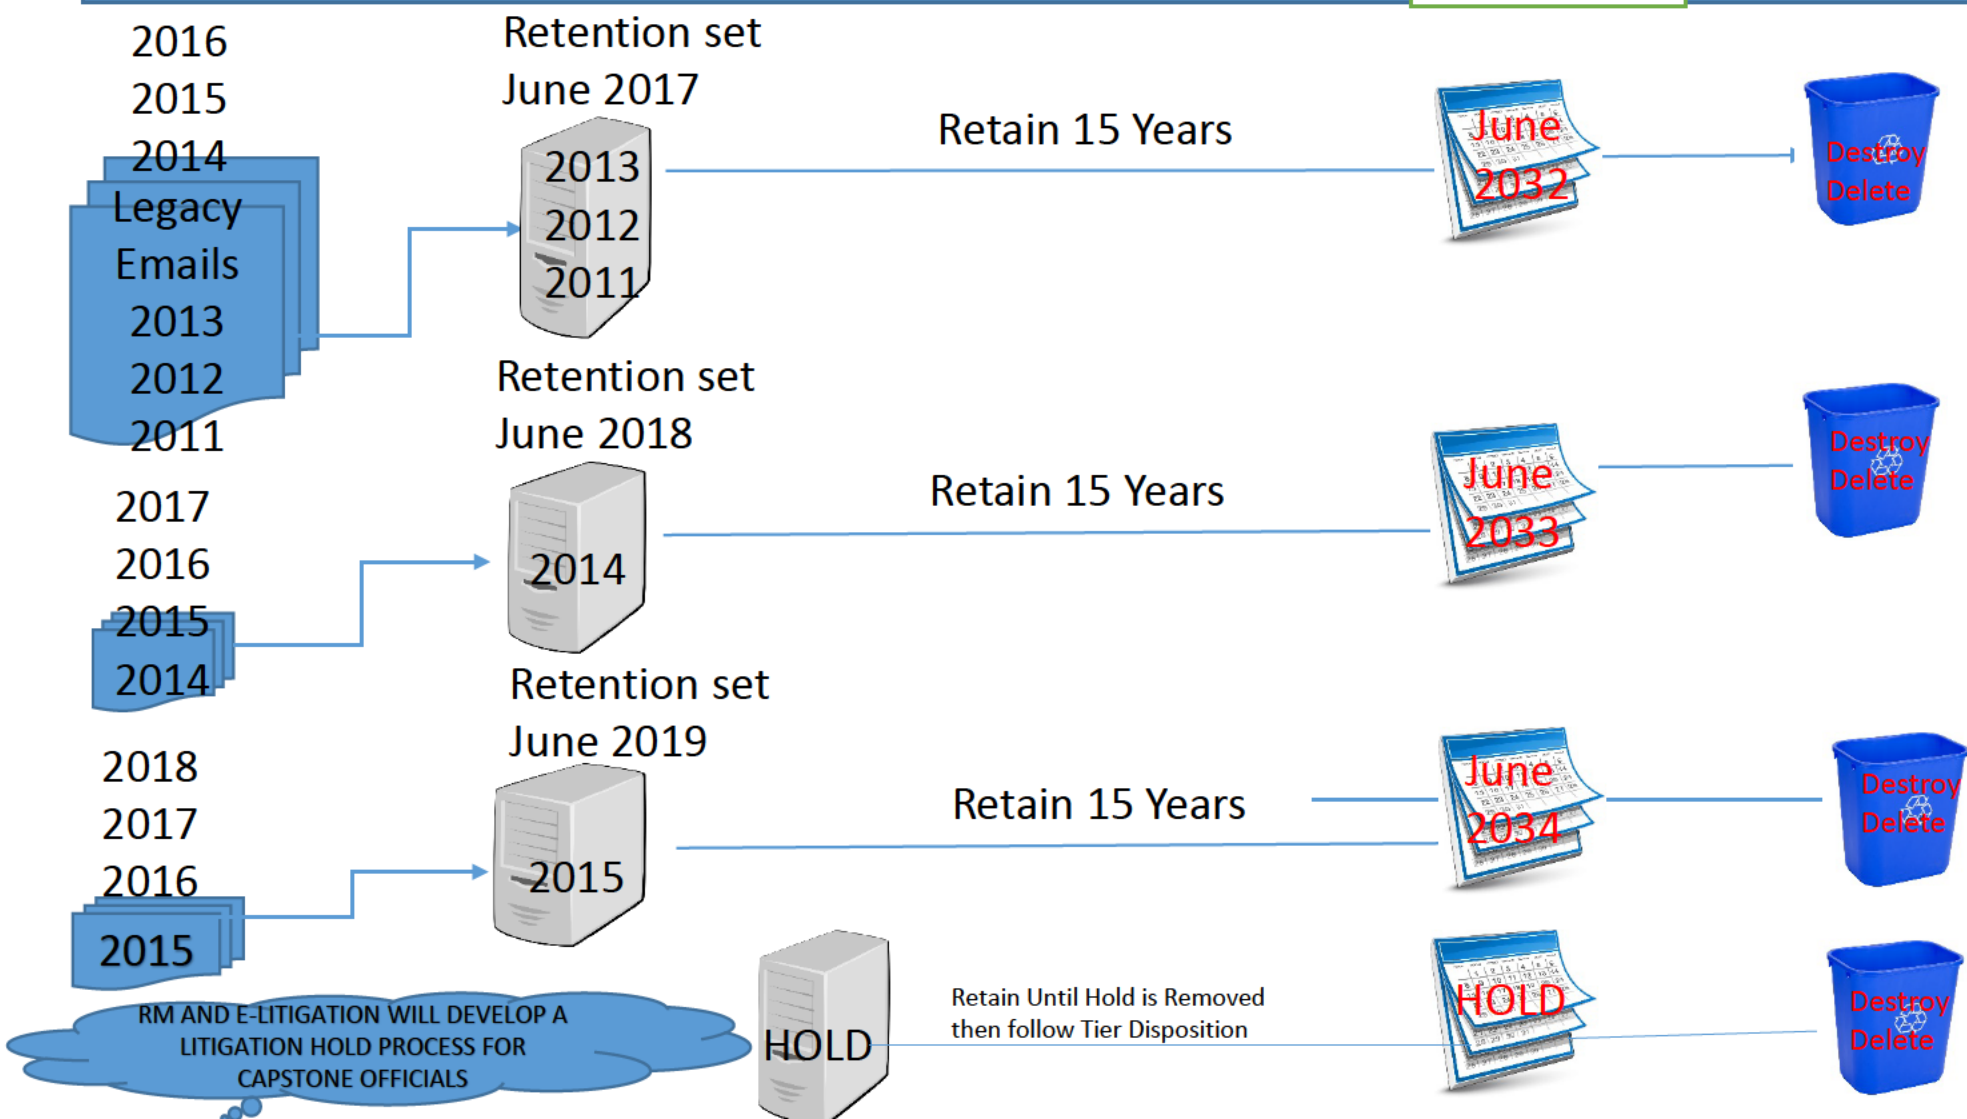 2016
2015
2014
Legacy
Emails
2013
2012
2011
Retention set
June 2017
2013
2012
2011
Retain 15 Years
June
2032
Destroy
Delete
2017
2016
2015
2014
Retention set
June 2018
2014
Retain 15 Years
June
2033
Destroy
Delete
2018
2017
2016
2015
Retention set
June 2019
2015
Retain 15 Years
June
2034
Destroy
Delete
RM AND E-LITIGATION WILL DEVELOP A
LITIGATION HOLD PROCESS FOR
CAPSTONE OFFICIALS
HOLD
Retain Until Hold is Removed
then follow Tier Disposition
HOLD
Destroy
Delete